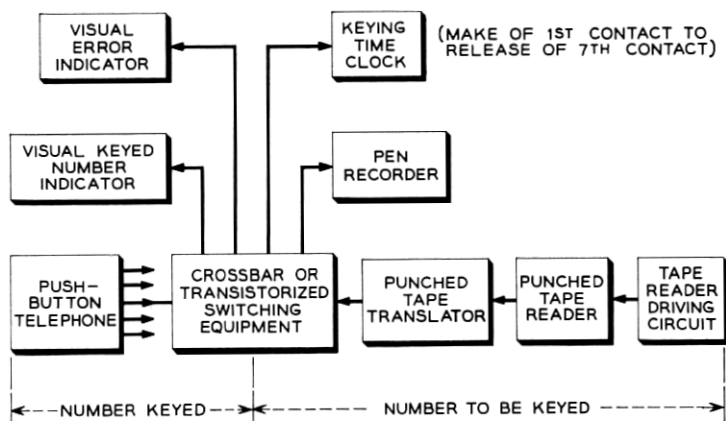 VISUAL
ERROR
INDICATOR
KEYING
TIME
CLOCK
(MAKE OF 1ST CONTACT TO
RELEASE OF 7TH CONTACT)
VISUAL KEYED
NUMBER
INDICATOR
PEN
RECORDER
PUSH-
BUTTON
TELEPHONE
CROSSBAR OR
TRANSISTORIZED
SWITCHING
EQUIPMENT
PUNCHED
TAPE
TRANSLATOR
PUNCHED
TAPE
READER
TAPE
READER
DRIVING
CIRCUIT
NUMBER KEYED
NUMBER TO BE KEYED